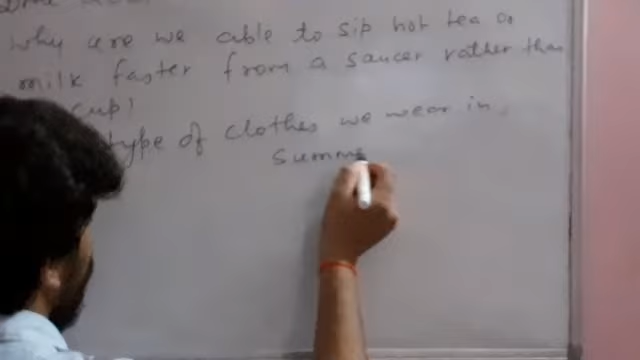 why are we able to sip hot tea or
milk faster from a saucer rather than
cup?
type of clothes we wear in
summe